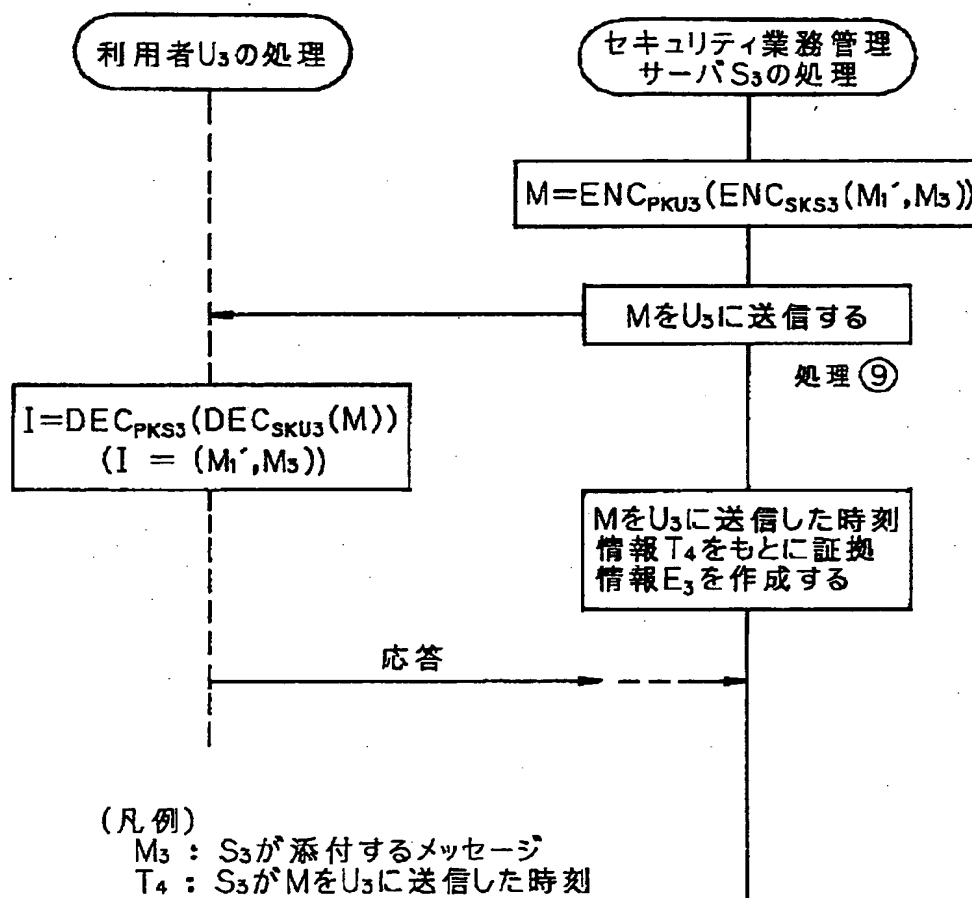 利用者U₃の処理
セキュリティ業務管理
サーバS₃の処理
M=ENC_PKU3(ENC_SKS3(M₁′,M₃))
MをU₃に送信する
処理⑨
I=DEC_PKS3(DEC_SKU3(M))
(I = (M₁′,M₃))
MをU₃に送信した時刻
情報T₄をもとに証拠
情報E₃を作成する
応答
(凡例)
M₃ : S₃が添付するメッセージ
T₄ : S₃がMをU₃に送信した時刻